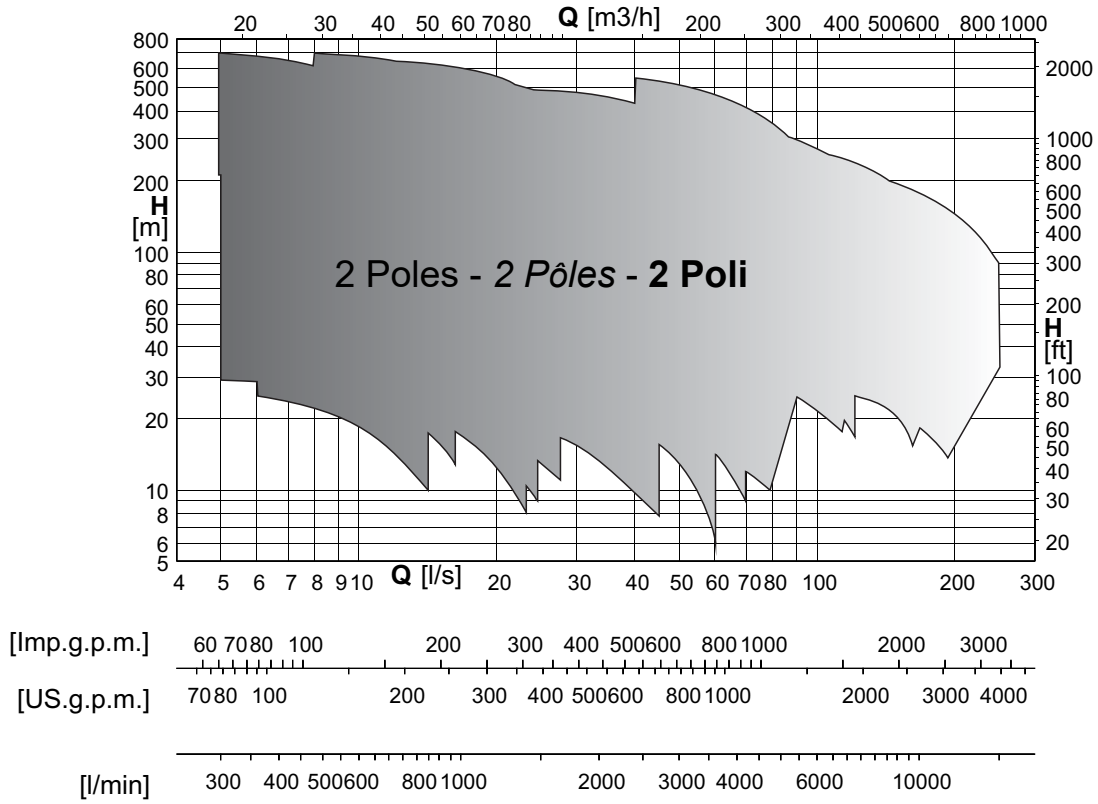 Q [m3/h]
20 30 40 50 60 70 80 200 300 400 500 600 800 1000
800
600
500
400
300
200
H
[m]
100
80
60
50
40
30
20
10
8
6
5
2000
1000
800
600
500
400
300
200
H
[ft]
100
80
60
50
40
30
20
2 Poles - 2 Pôles - 2 Poli
4 5 6 7 8 9 10 20 30 40 50 60 70 80 100 200 300
Q [l/s]
[Imp.g.p.m.] 60 70 80 100 200 300 400 500 600 800 1000 2000 3000
[US.g.p.m.] 70 80 100 200 300 400 500 600 800 1000 2000 3000 4000
[l/min] 300 400 500 600 800 1000 2000 3000 4000 6000 10000